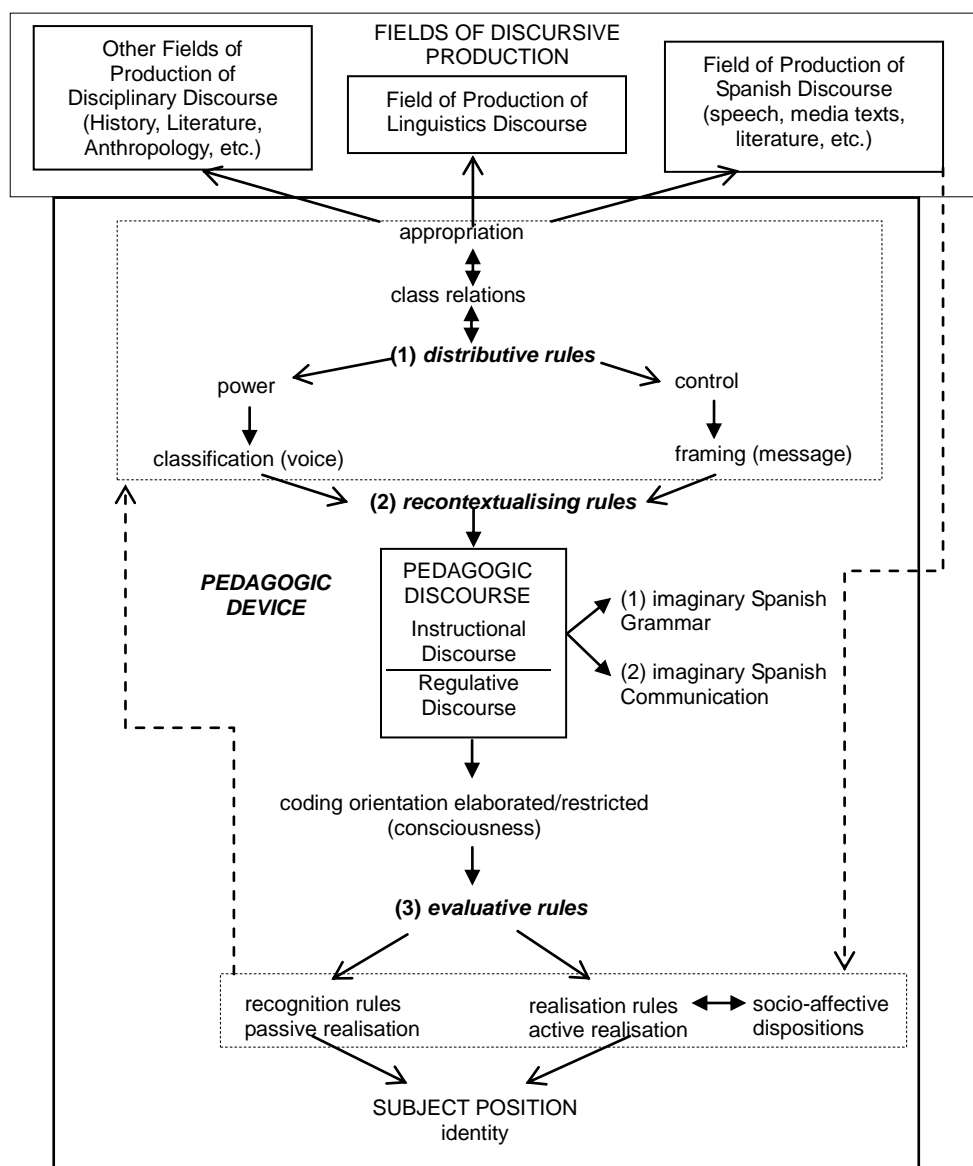 FIELDS OF DISCURSIVE
PRODUCTION
Other Fields of
Production of
Disciplinary Discourse
(History, Literature,
Anthropology, etc.)
Field of Production of
Linguistics Discourse
Field of Production of
Spanish Discourse
(speech, media texts,
literature, etc.)
appropriation
class relations
(1) distributive rules
power
control
classification (voice)
framing (message)
(2) recontextualising rules
PEDAGOGIC
DEVICE
PEDAGOGIC
DISCOURSE
Instructional
Discourse
Regulative
Discourse
(1) imaginary Spanish
Grammar
(2) imaginary Spanish
Communication
coding orientation elaborated/restricted
(consciousness)
(3) evaluative rules
recognition rules
passive realisation
realisation rules
active realisation
socio-affective
dispositions
SUBJECT POSITION
identity